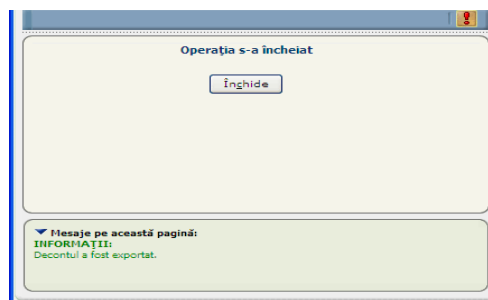 Operația s-a încheiat
Închide
Mesaje pe această pagină:
INFORMAȚII:
Decontul a fost exportat.